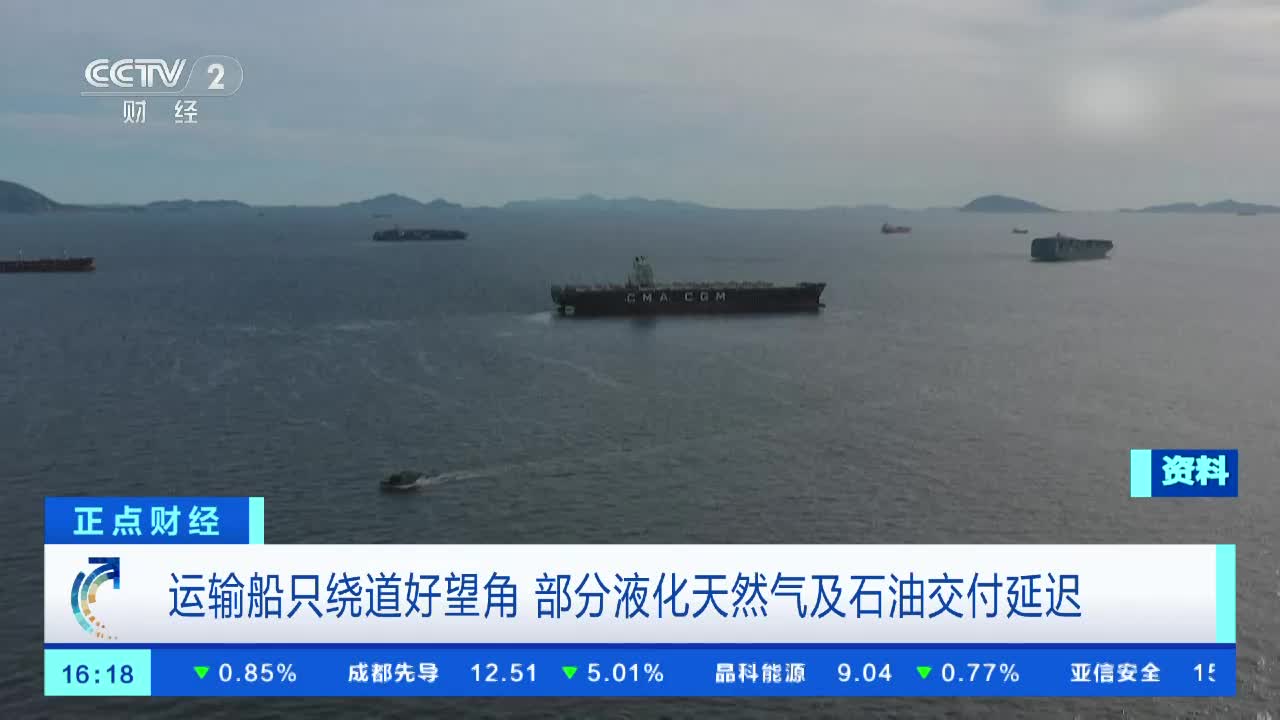 CCTV 2
财经
CMA CGM
资料
正点财经
运输船只绕道好望角 部分液化天然气及石油交付延迟
16:18 ▼0.85% 成都先导 12.51 ▼5.01% 品科能源 9.04 ▼0.77% 亚信安全